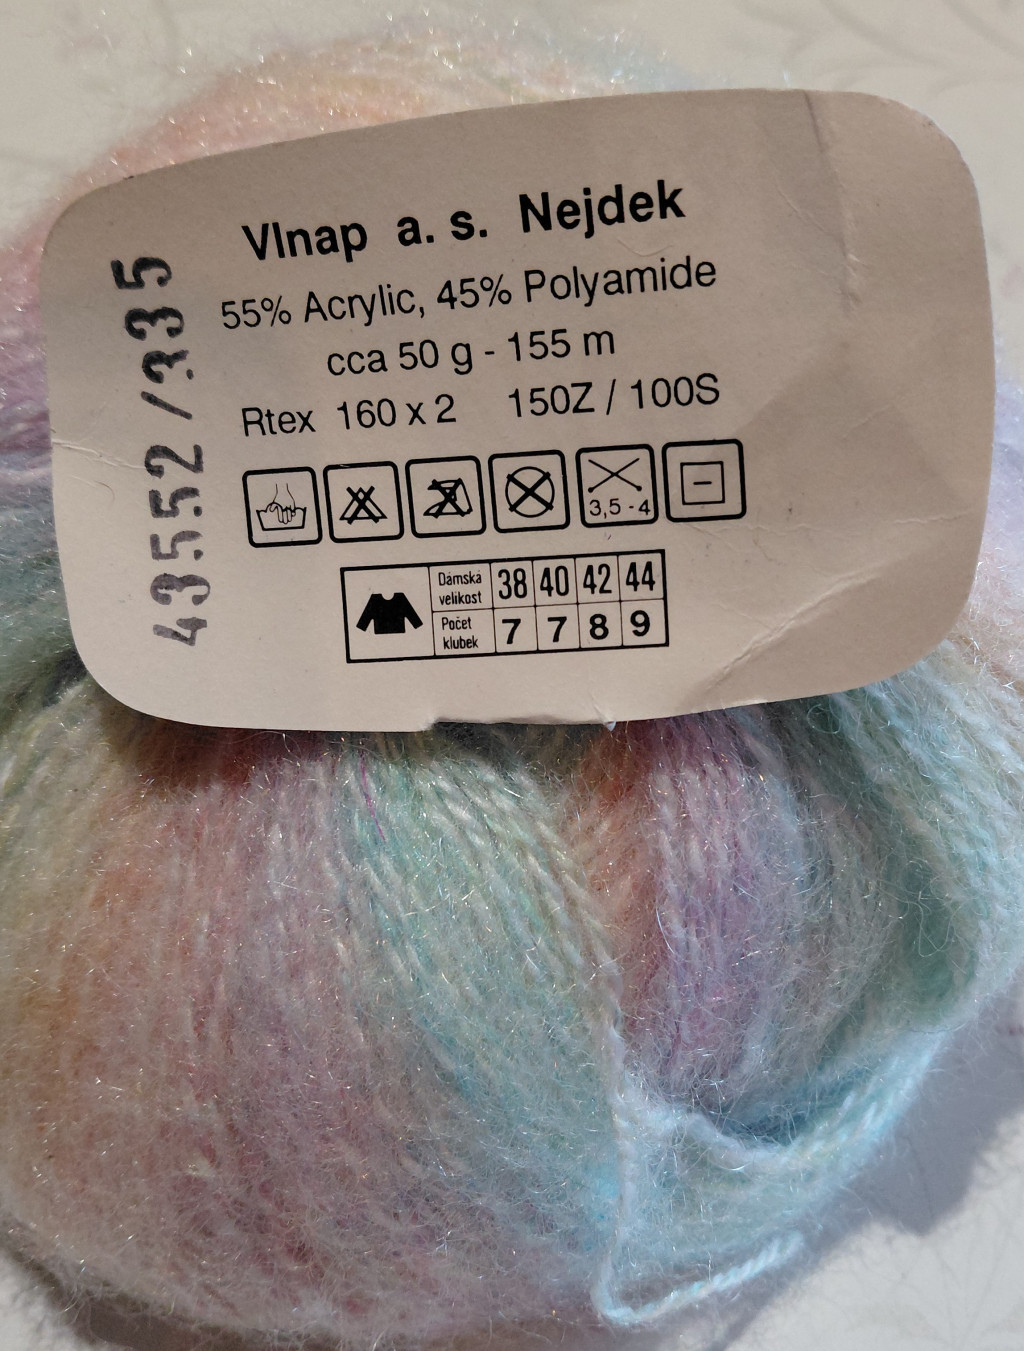 Vlnap a. s. Nejdek
55% Acrylic, 45% Polyamide
cca 50 g - 155 m
Rtex 160 x 2 150Z / 100S
3,5 - 4
Dámská velikost 38 40 42 44
Počet klubek 7 7 8 9
43552/335